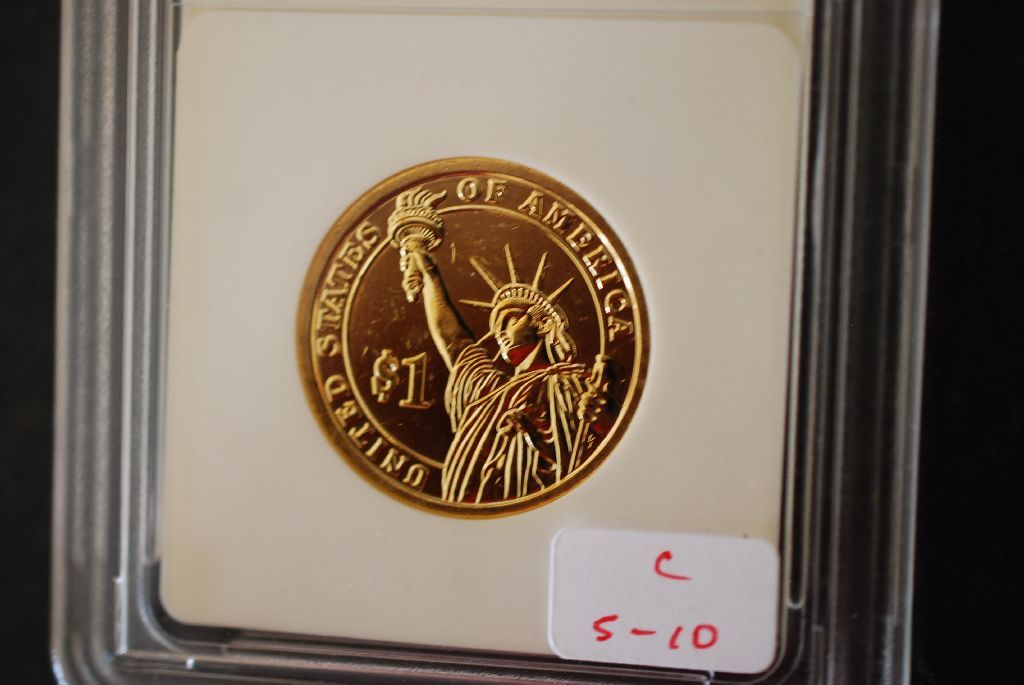 UNITED STATES OF AMERICA
$1
C
5-10